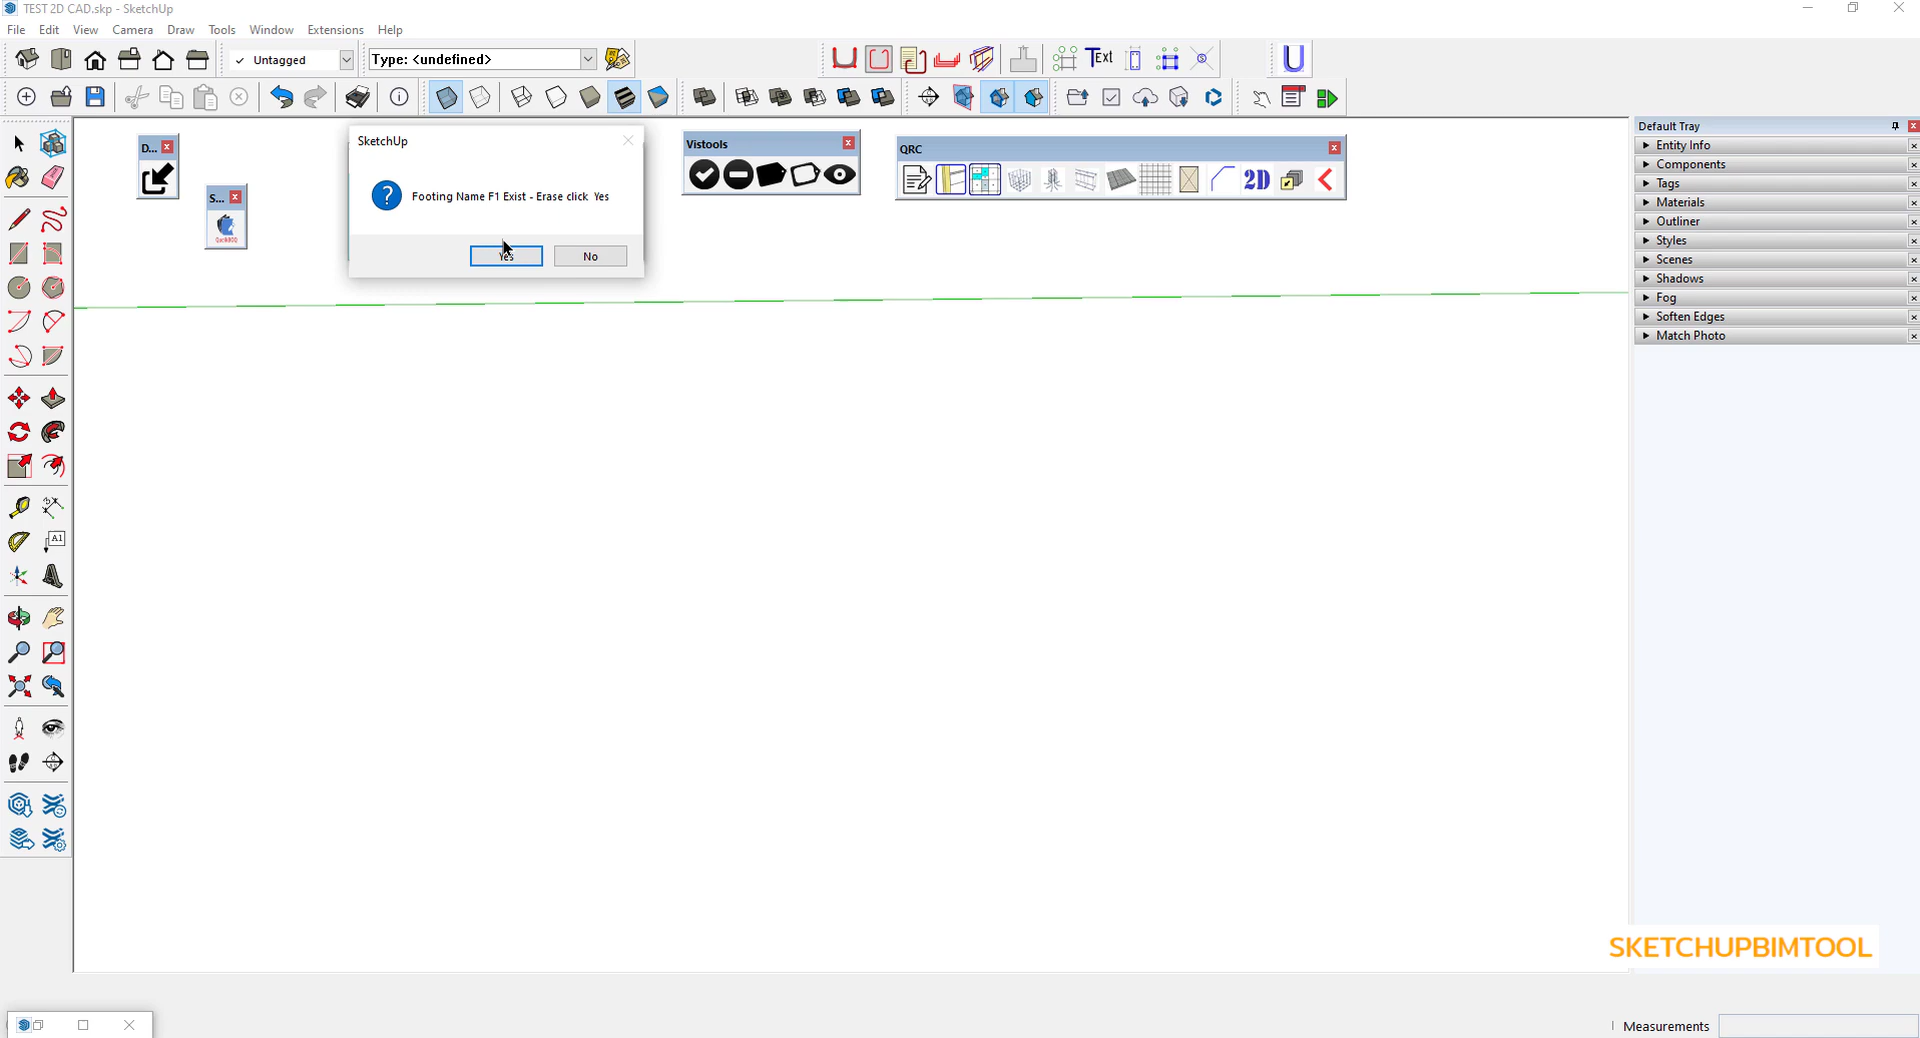 TEST 2D CAD.skp - SketchUp
File Edit View Camera Draw Tools Window Extensions Help
Untagged
Type: <undefined>
Text
D...
S...
SketchUp
Footing Name F1 Exist - Erase click Yes
Yes
No
Vistools
QRC
2D
A1
Default Tray
Entity Info
Components
Tags
Materials
Outliner
Styles
Scenes
Shadows
Fog
Soften Edges
Match Photo
SKETCHUPBIMTOOL
Measurements